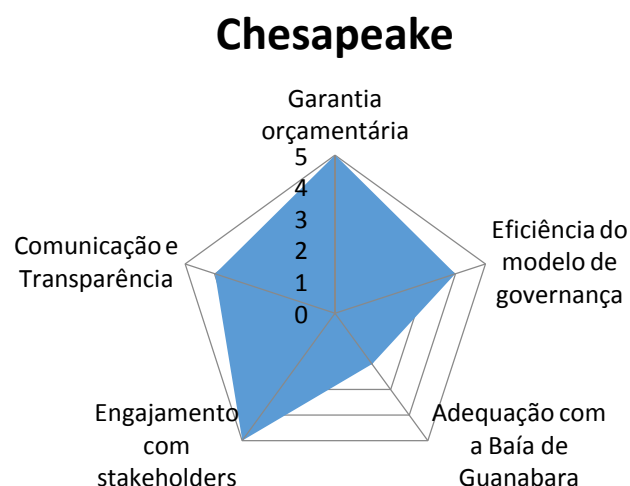 Chesapeake
Garantia
orçamentária
5
4
3
2
1
0
Eficiência do
modelo de
governança
Adequação com
a Baía de
Guanabara
Engajamento
com
stakeholders
Comunicação e
Transparência